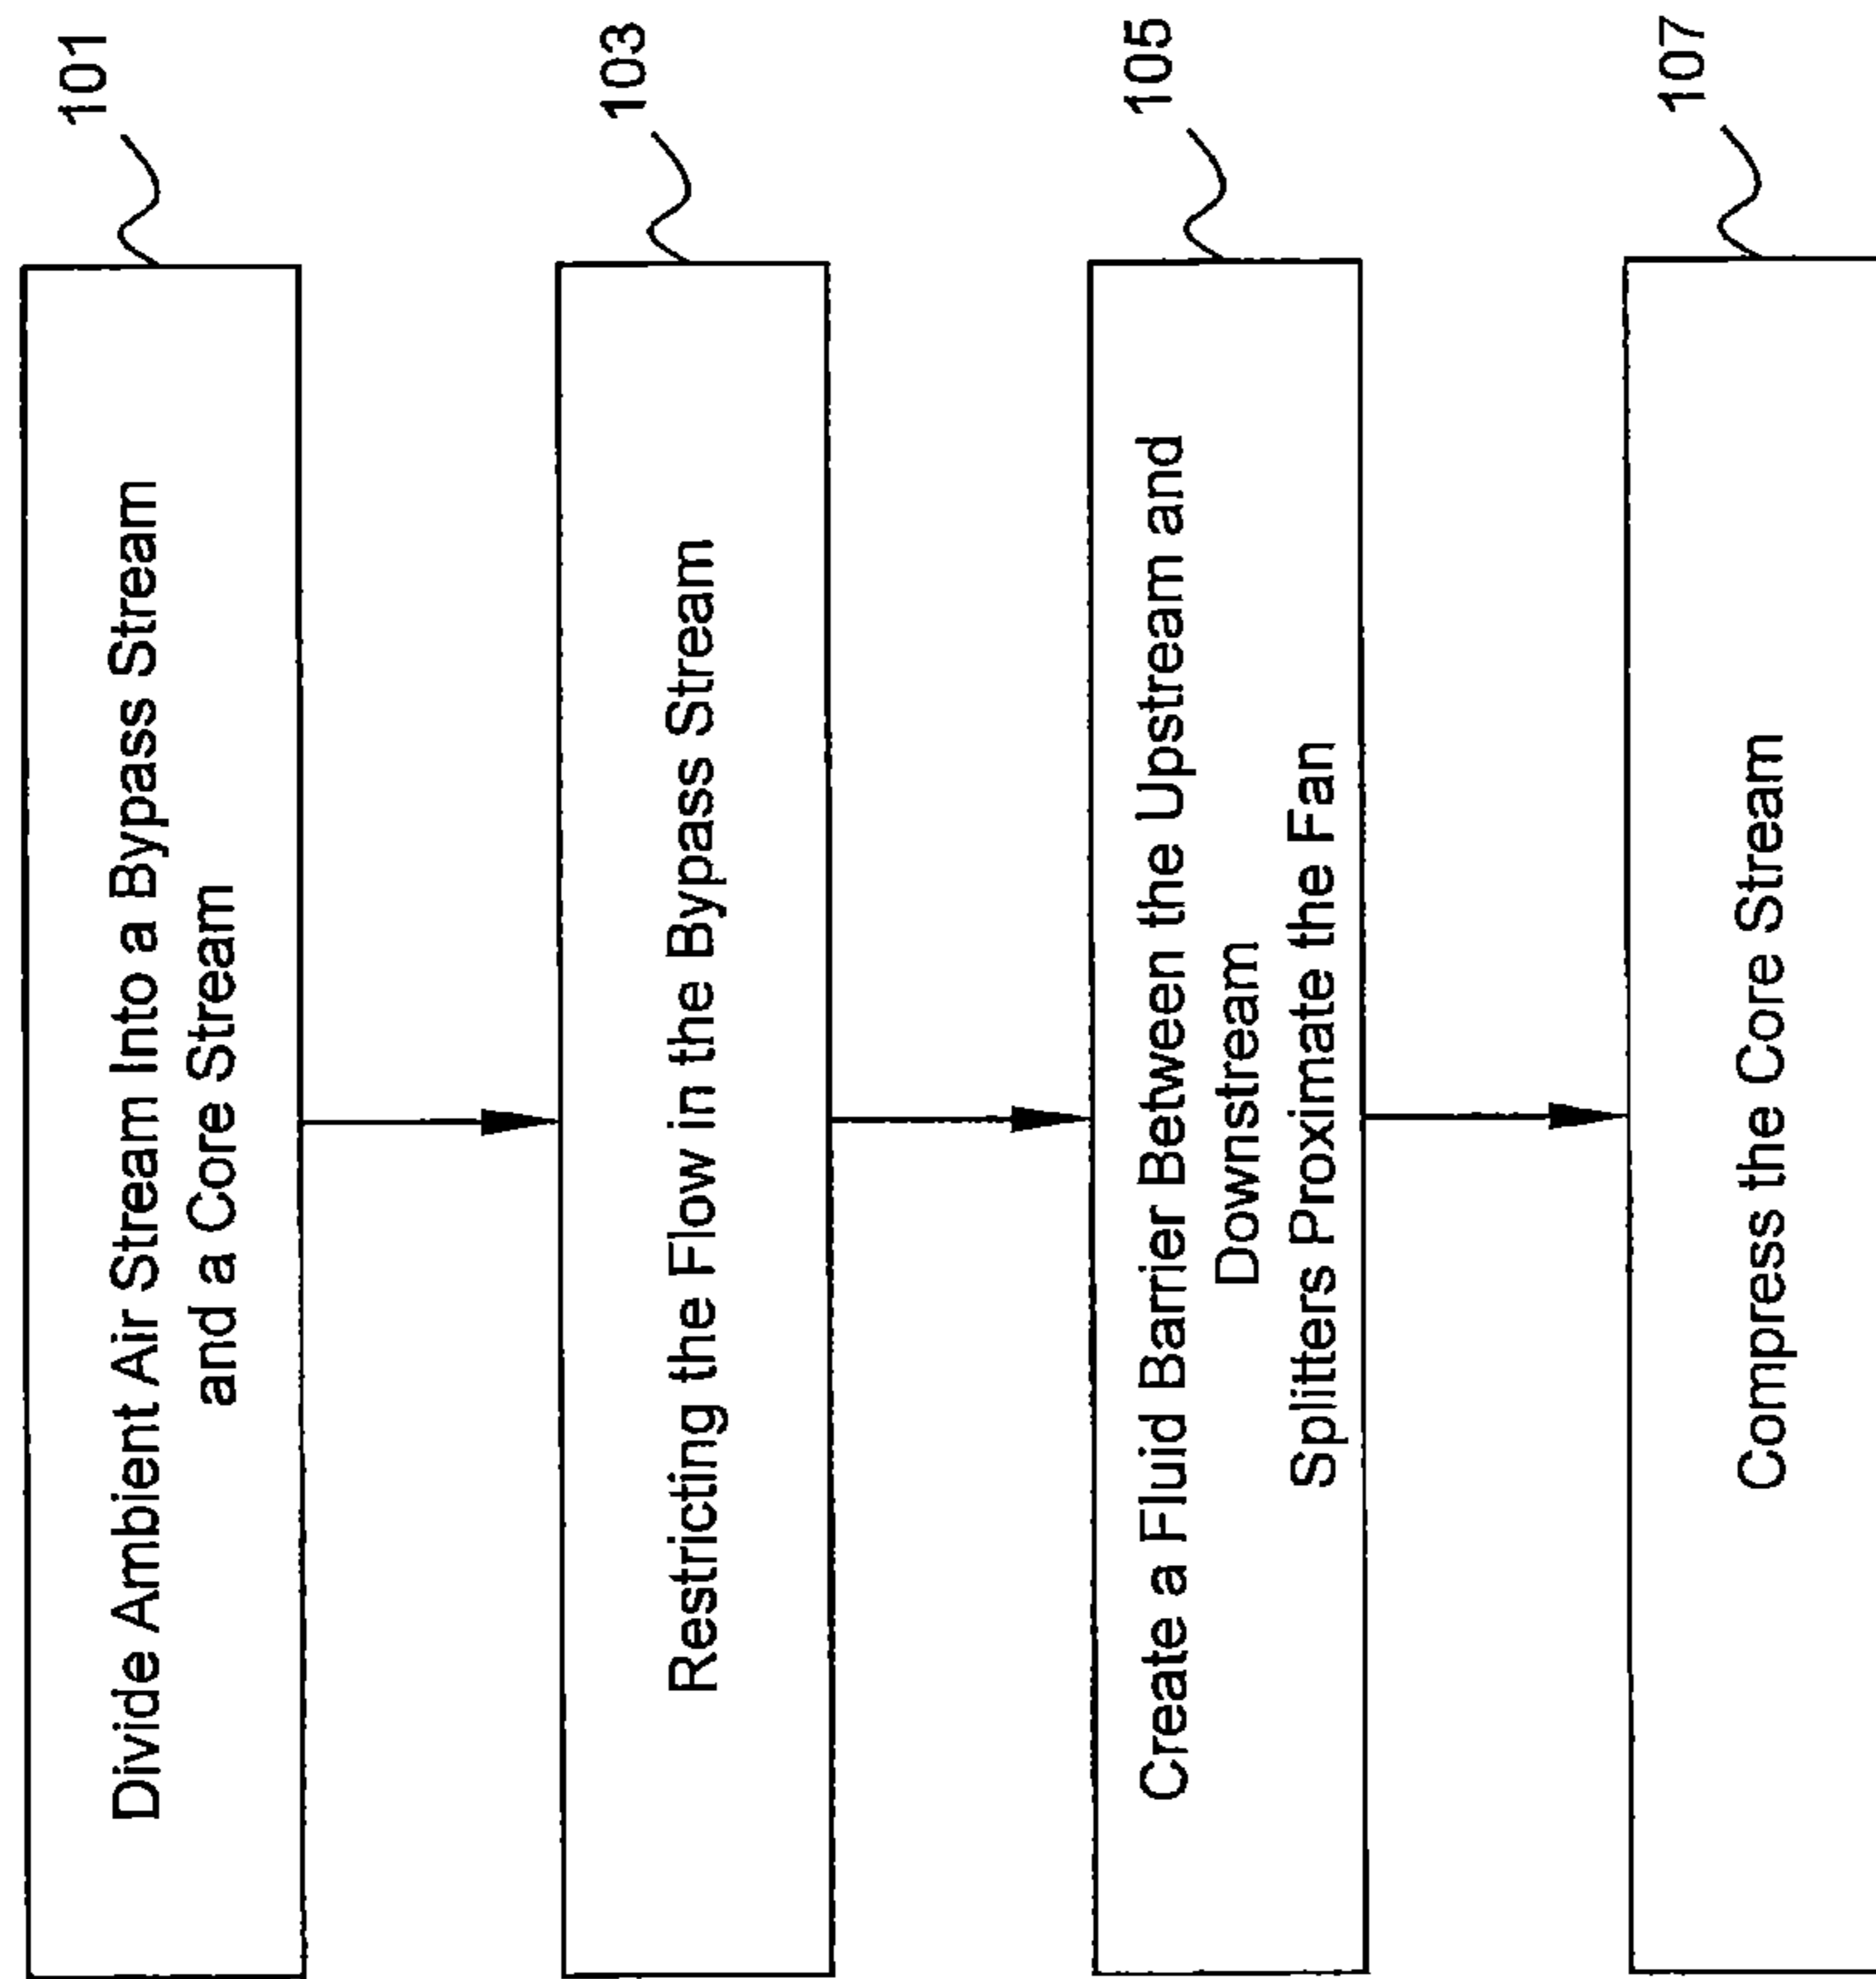 Divide Ambient Air Stream Into a Bypass Stream
and a Core Stream
101
Restricting the Flow in the Bypass Stream
103
Create a Fluid Barrier Between the Upstream and
Downstream
Splitters Proximate the Fan
105
Compress the Core Stream
107